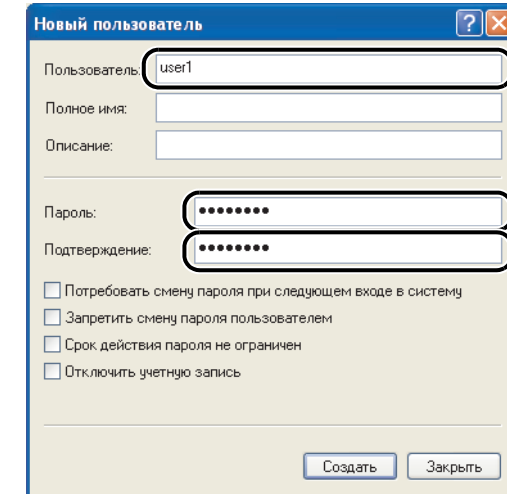 Новый пользователь
Пользователь: user1
Полное имя:
Описание:
Пароль: ••••••••
Подтверждение: ••••••••
Потребовать смену пароля при следующем входе в систему
Запретить смену пароля пользователем
Срок действия пароля не ограничен
Отключить учетную запись
Создать Закрыть